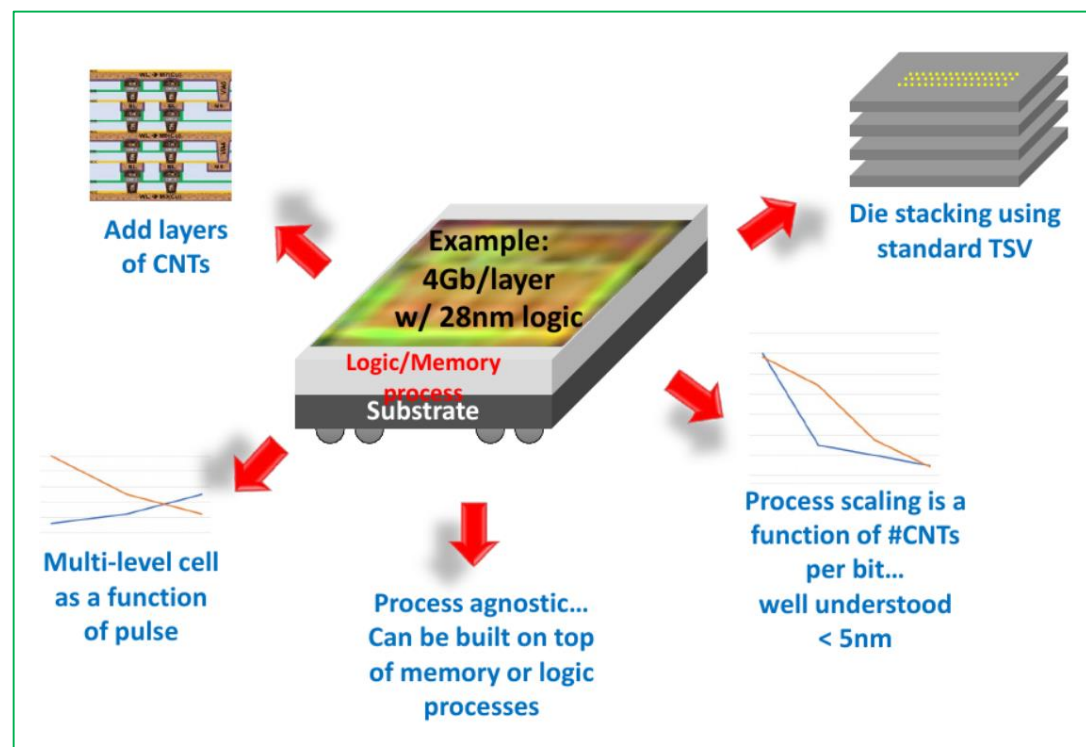 Add layers
of CNTs
Die stacking using
standard TSV
Example:
4Gb/layer
w/ 28nm logic
Logic/Memory
process
Substrate
Multi-level cell
as a function
of pulse
Process agnostic…
Can be built on top
of memory or logic
processes
Process scaling is a
function of #CNTs
per bit…
well understood
< 5nm